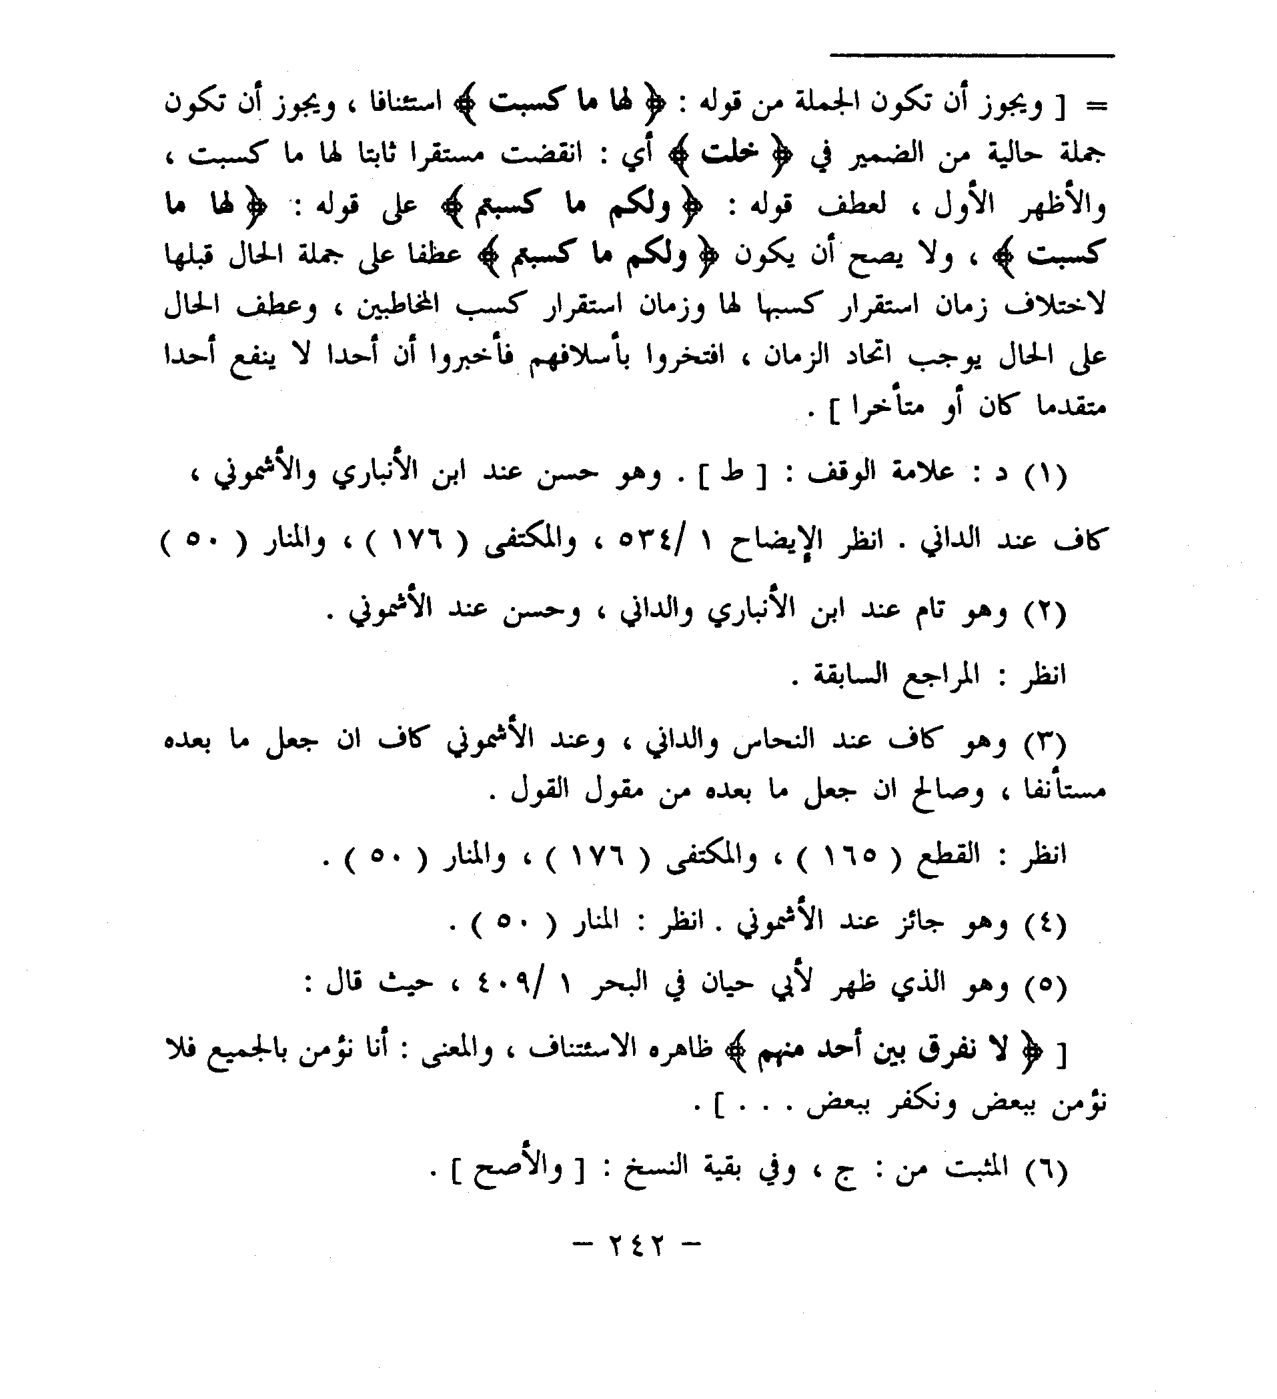 = [ ويجوز أن تكون الجملة من قوله : ﴿ لها ما كسبت ﴾ استئنافا ، ويجوز أن تكون
جملة حالية من الضمير في ﴿ خلت ﴾ أي : انقضت مستقرا ثابتا لها ما كسبت ،
والأظهر الأول ، لعطف قوله : ﴿ ولكم ما كسبتم ﴾ على قوله : ﴿ لها ما
كسبت ﴾ ، ولا يصح أن يكون ﴿ ولكم ما كسبتم ﴾ عظفا على جملة الحال قبلها
لاختلاف زمان استقرار كسبها لها وزمان استقرار كسب المخاطبين ، وعطف الحال
على الحال يوجب اتحاد الزمان ، افتخروا بأسلافهم فأخبروا أن أحدا لا ينفع أحدا
متقدما كان أو متأخرا ] .
(١) د : علامة الوقف : [ ط ] . وهو حسن عند ابن الأنباري والأشموني ،
كاف عند الداني . انظر الإيضاح ١ /٥٣٤ ، والمكتفى ( ١٧٦ ) ، والمنار ( ٥٠ )
(٢) وهو تام عند ابن الأنباري والداني ، وحسن عند الأشموني .
انظر : المراجع السابقة .
(٣) وهو كاف عند النحاس والداني ، وعند الأشموني كاف ان جعل ما بعده
مستأنفا ، وصالح ان جعل ما بعده من مقول القول .
انظر : القطع ( ١٦٥ ) ، والمكتفى ( ١٧٦ ) ، والمنار ( ٥٠ ) .
(٤) وهو جائز عند الأشموني . انظر : المنار ( ٥٠ ) .
(٥) وهو الذي ظهر لأبي حيان في البحر ١ /٤٠٩ ، حيث قال :
[ ﴿ لا نفرق بين أحد منهم ﴾ ظاهره الاستئناف ، والمعنى : أنا نؤمن بالجميع فلا
نؤمن ببعض ونكفر ببعض . . . ] .
(٦) المثبت من : ج ، وفي بقية النسخ : [ والأصح ] .
– ٢٤٢ –